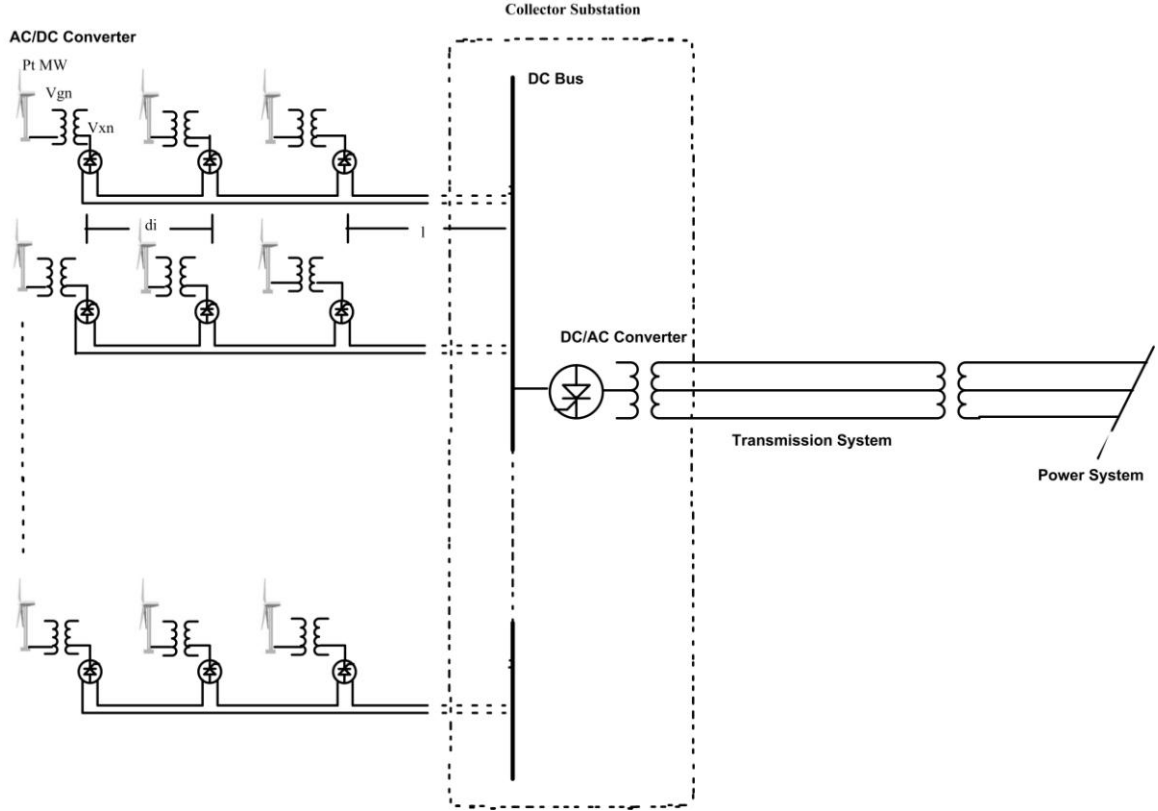 Collector Substation
AC/DC Converter
Pt MW
DC Bus
Vgn
Vxn
di
l
DC/AC Converter
Transmission System
Power System